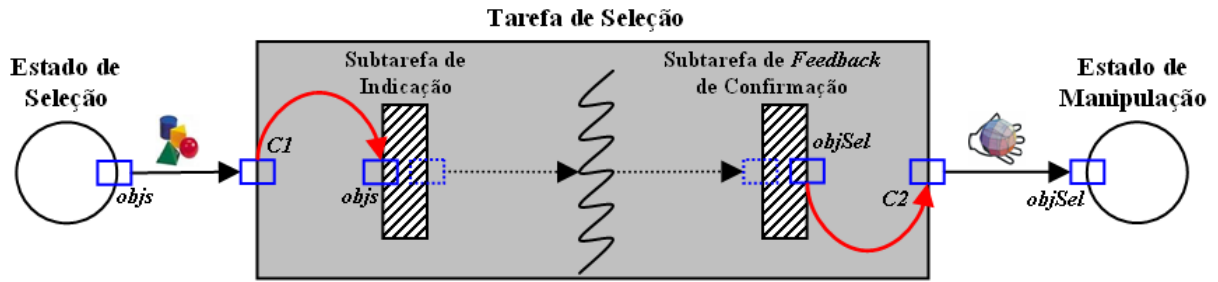 Tarefa de Seleção
Estado de
Seleção
Subtarefa de
Indicação
Subtarefa de Feedback
de Confirmação
Estado de
Manipulação
C1
objSel
objs
objs
C2
objSel